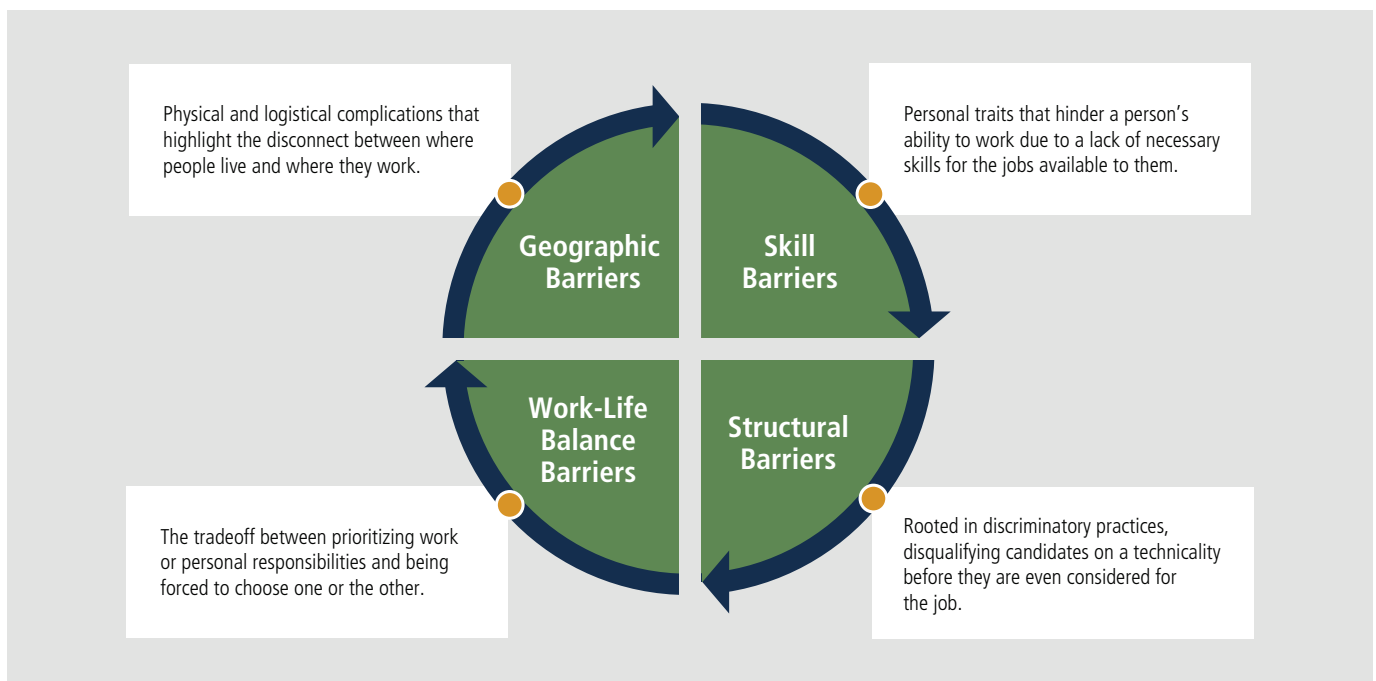 Physical and logistical complications that
highlight the disconnect between where
people live and where they work.
Personal traits that hinder a person’s
ability to work due to a lack of necessary
skills for the jobs available to them.
Geographic
Barriers
Skill
Barriers
Work-Life
Balance
Barriers
Structural
Barriers
The tradeoff between prioritizing work
or personal responsibilities and being
forced to choose one or the other.
Rooted in discriminatory practices,
disqualifying candidates on a technicality
before they are even considered for
the job.